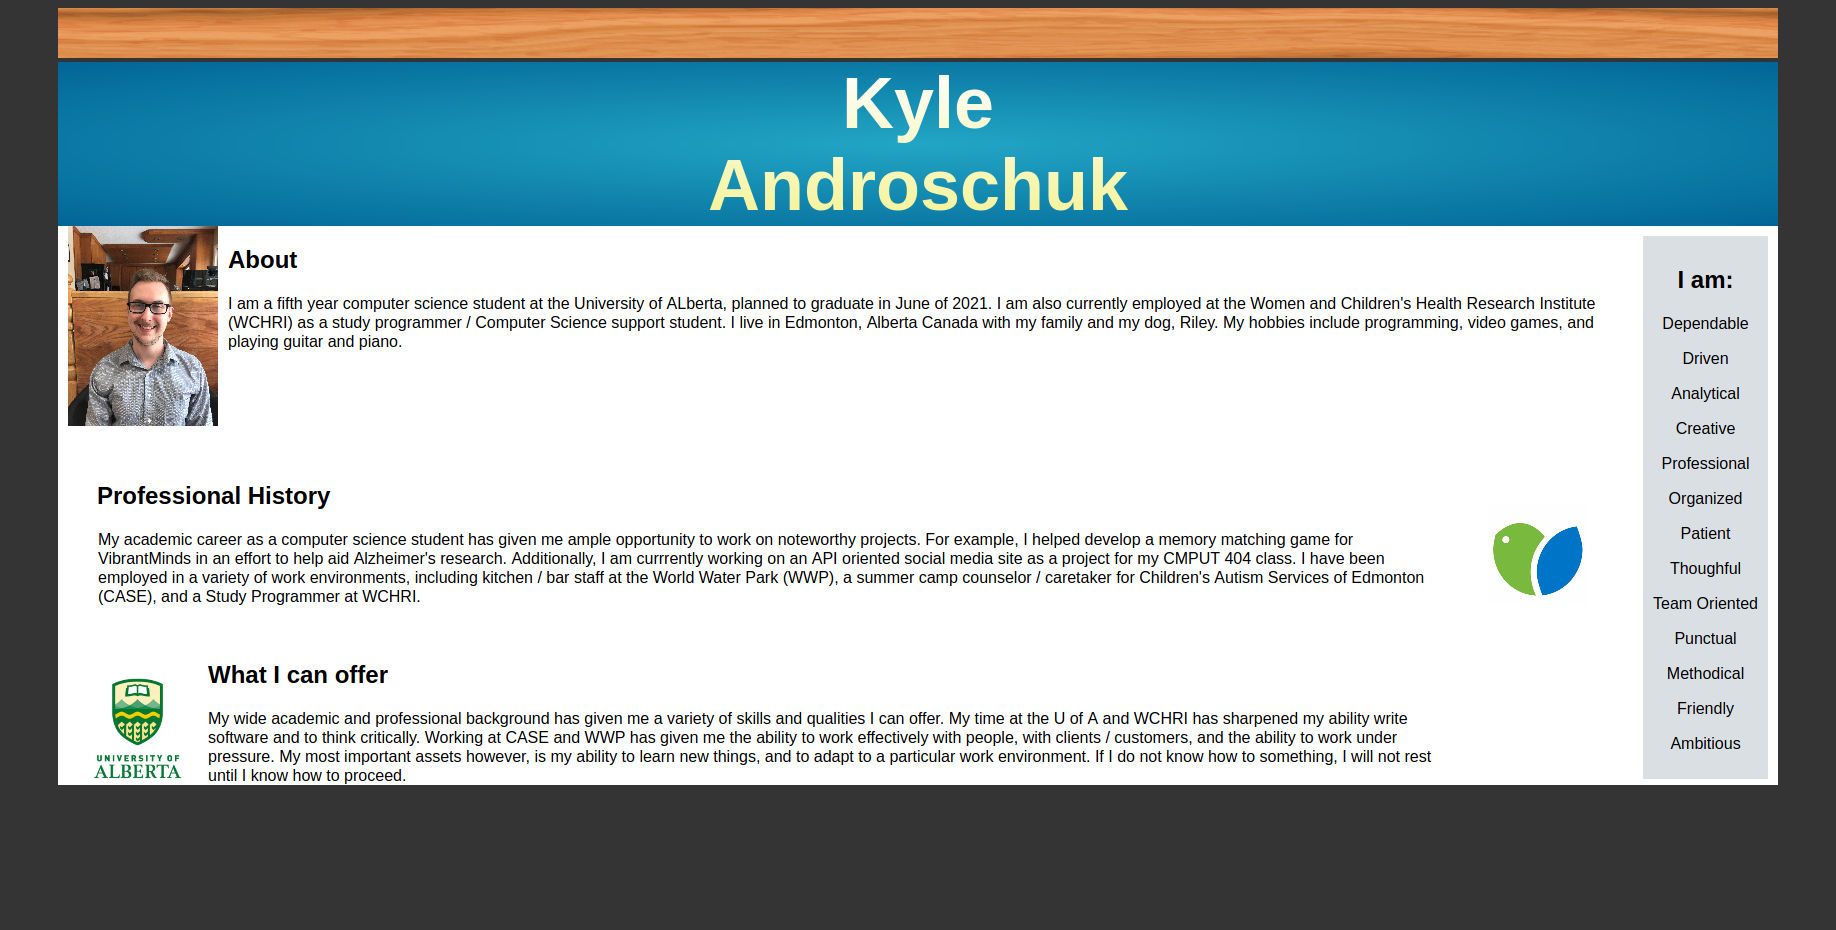 Kyle
Androschuk
About
I am a fifth year computer science student at the University of ALberta, planned to graduate in June of 2021. I am also currently employed at the Women and Children's Health Research Institute
(WCHRI) as a study programmer / Computer Science support student. I live in Edmonton, Alberta Canada with my family and my dog, Riley. My hobbies include programming, video games, and
playing guitar and piano.
Professional History
My academic career as a computer science student has given me ample opportunity to work on noteworthy projects. For example, I helped develop a memory matching game for
VibrantMinds in an effort to help aid Alzheimer's research. Additionally, I am currrently working on an API oriented social media site as a project for my CMPUT 404 class. I have been
employed in a variety of work environments, including kitchen / bar staff at the World Water Park (WWP), a summer camp counselor / caretaker for Children's Autism Services of Edmonton
(CASE), and a Study Programmer at WCHRI.
UNIVERSITY OF
ALBERTA
What I can offer
My wide academic and professional background has given me a variety of skills and qualities I can offer. My time at the U of A and WCHRI has sharpened my ability write
software and to think critically. Working at CASE and WWP has given me the ability to work effectively with people, with clients / customers, and the ability to work under
pressure. My most important assets however, is my ability to learn new things, and to adapt to a particular work environment. If I do not know how to something, I will not rest
until I know how to proceed.
I am:
Dependable
Driven
Analytical
Creative
Professional
Organized
Patient
Thoughful
Team Oriented
Punctual
Methodical
Friendly
Ambitious